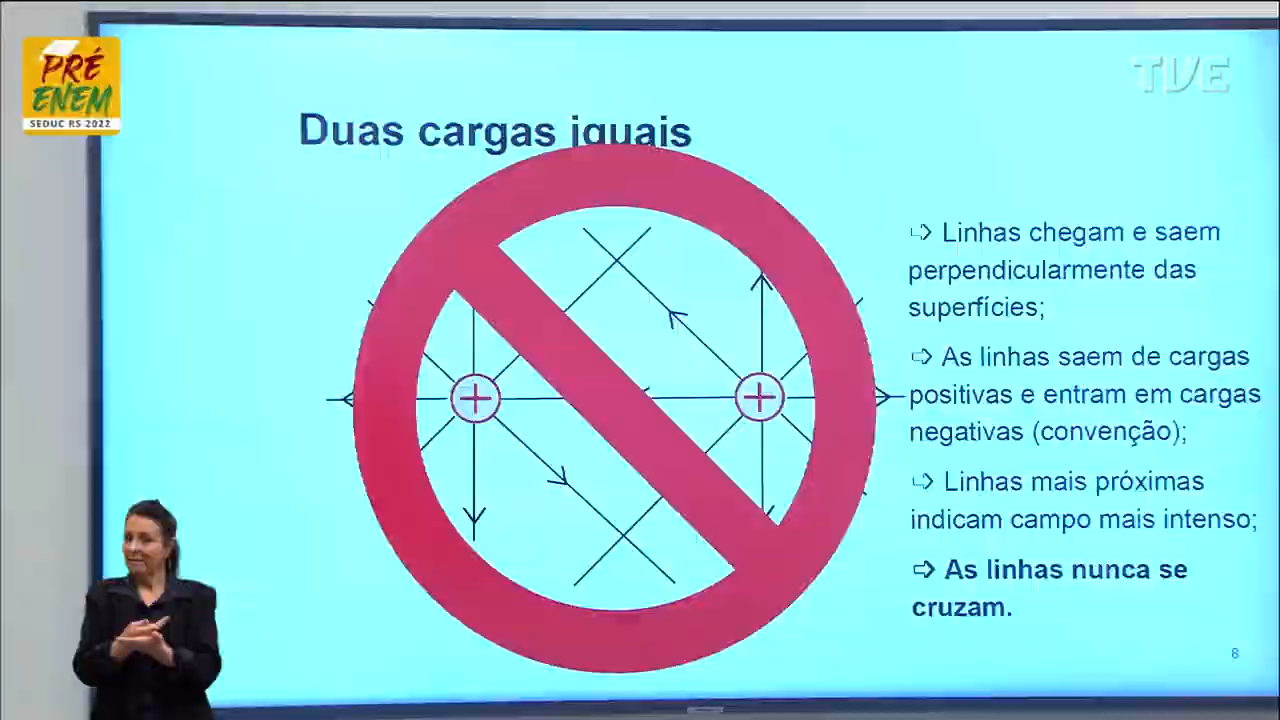 PRÉ
ENEM
SEDUC RS 2022
TVE
Duas cargas iguais
⇨ Linhas chegam e saem
perpendicularmente das
superfícies;
⇨ As linhas saem de cargas
positivas e entram em cargas
negativas (convenção);
⇨ Linhas mais próximas
indicam campo mais intenso;
⇨ As linhas nunca se
cruzam.
+
+
8